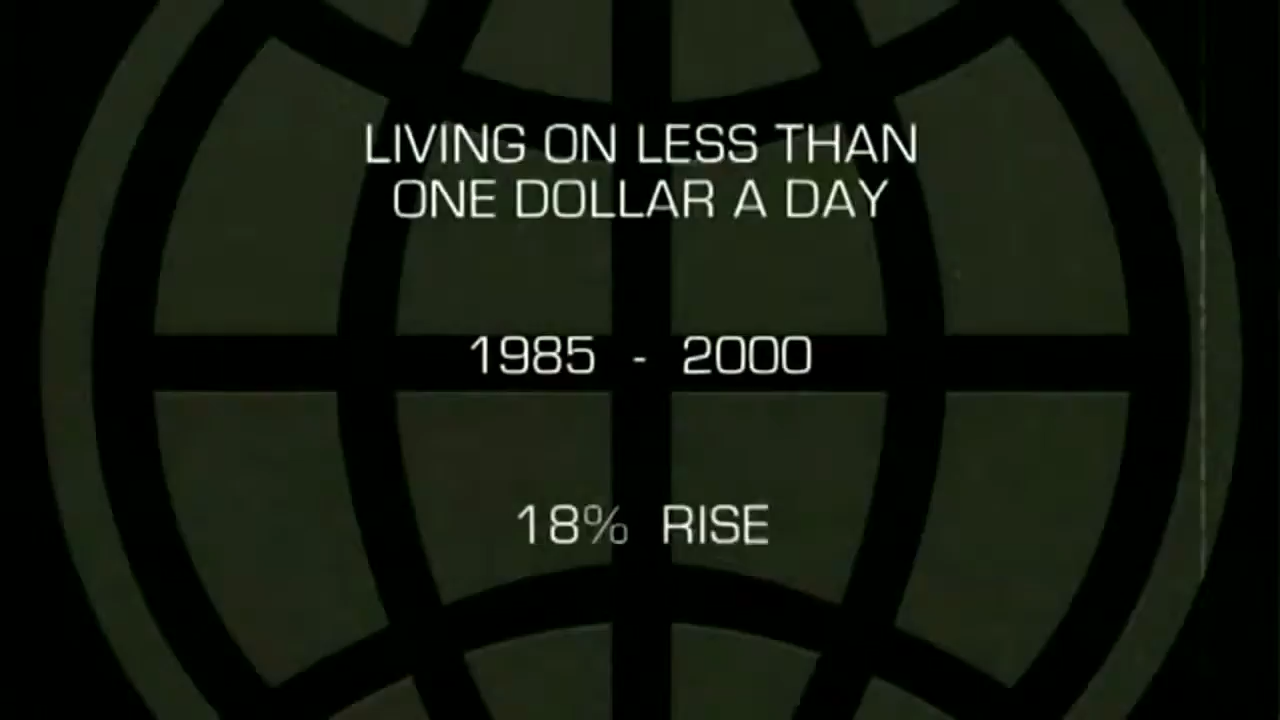 LIVING ON LESS THAN
ONE DOLLAR A DAY
1985 - 2000
18% RISE